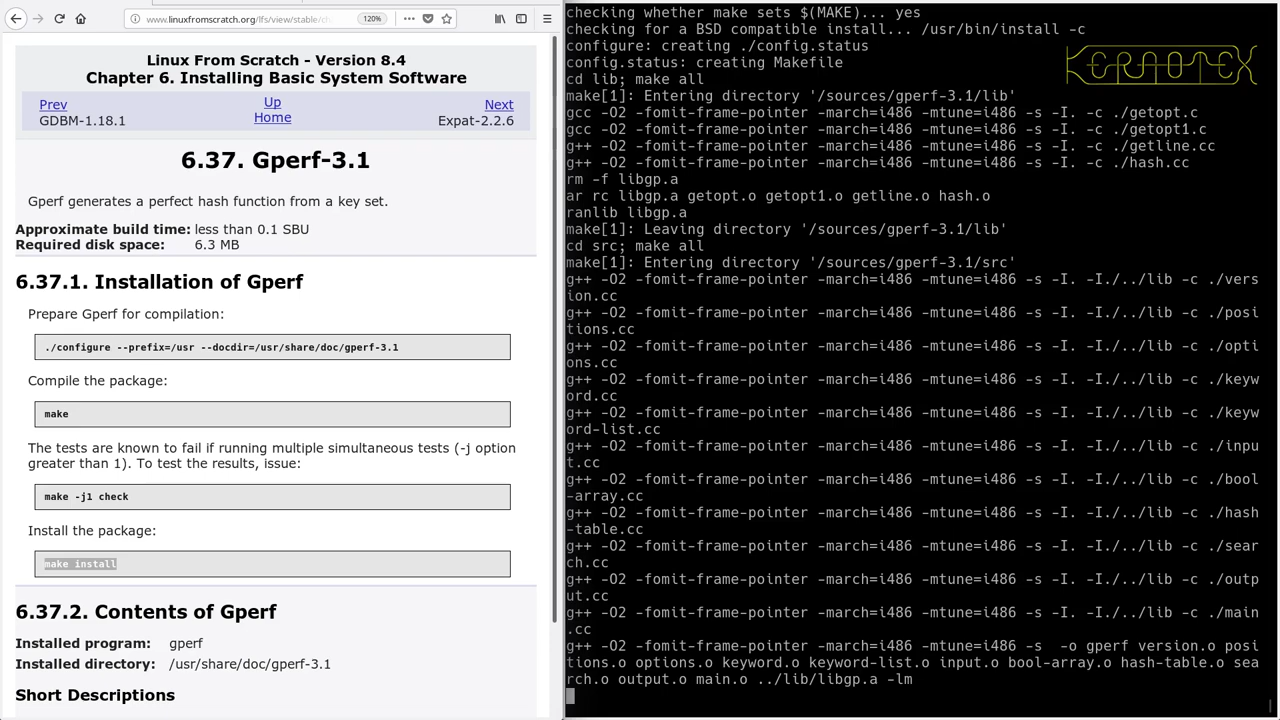 www.linuxfromscratch.org/lfs/view/stable/ch
120%
Linux From Scratch - Version 8.4
Chapter 6. Installing Basic System Software
Prev Up Next
GDBM-1.18.1 Home Expat-2.2.6
6.37. Gperf-3.1
Gperf generates a perfect hash function from a key set.
Approximate build time: less than 0.1 SBU
Required disk space: 6.3 MB
6.37.1. Installation of Gperf
Prepare Gperf for compilation:
./configure --prefix=/usr --docdir=/usr/share/doc/gperf-3.1
Compile the package:
make
The tests are known to fail if running multiple simultaneous tests (-j option
greater than 1). To test the results, issue:
make -j1 check
Install the package:
make install
6.37.2. Contents of Gperf
Installed program: gperf
Installed directory: /usr/share/doc/gperf-3.1
Short Descriptions
checking whether make sets $(MAKE)... yes
checking for a BSD compatible install... /usr/bin/install -c
configure: creating ./config.status
config.status: creating Makefile
cd lib; make all
make[1]: Entering directory '/sources/gperf-3.1/lib'
gcc -O2 -fomit-frame-pointer -march=i486 -mtune=i486 -s -I. -c ./getopt.c
gcc -O2 -fomit-frame-pointer -march=i486 -mtune=i486 -s -I. -c ./getopt1.c
g++ -O2 -fomit-frame-pointer -march=i486 -mtune=i486 -s -I. -c ./getline.cc
g++ -O2 -fomit-frame-pointer -march=i486 -mtune=i486 -s -I. -c ./hash.cc
rm -f libgp.a
ar rc libgp.a getopt.o getopt1.o getline.o hash.o
ranlib libgp.a
make[1]: Leaving directory '/sources/gperf-3.1/lib'
cd src; make all
make[1]: Entering directory '/sources/gperf-3.1/src'
g++ -O2 -fomit-frame-pointer -march=i486 -mtune=i486 -s -I. -I./../lib -c ./vers
ion.cc
g++ -O2 -fomit-frame-pointer -march=i486 -mtune=i486 -s -I. -I./../lib -c ./posi
tions.cc
g++ -O2 -fomit-frame-pointer -march=i486 -mtune=i486 -s -I. -I./../lib -c ./opti
ons.cc
g++ -O2 -fomit-frame-pointer -march=i486 -mtune=i486 -s -I. -I./../lib -c ./keyw
ord.cc
g++ -O2 -fomit-frame-pointer -march=i486 -mtune=i486 -s -I. -I./../lib -c ./keyw
ord-list.cc
g++ -O2 -fomit-frame-pointer -march=i486 -mtune=i486 -s -I. -I./../lib -c ./inpu
t.cc
g++ -O2 -fomit-frame-pointer -march=i486 -mtune=i486 -s -I. -I./../lib -c ./bool
-array.cc
g++ -O2 -fomit-frame-pointer -march=i486 -mtune=i486 -s -I. -I./../lib -c ./hash
-table.cc
g++ -O2 -fomit-frame-pointer -march=i486 -mtune=i486 -s -I. -I./../lib -c ./sear
ch.cc
g++ -O2 -fomit-frame-pointer -march=i486 -mtune=i486 -s -I. -I./../lib -c ./outp
ut.cc
g++ -O2 -fomit-frame-pointer -march=i486 -mtune=i486 -s -I. -I./../lib -c ./main
.cc
g++ -O2 -fomit-frame-pointer -march=i486 -mtune=i486 -s  -o gperf version.o posi
tions.o options.o keyword.o keyword-list.o input.o bool-array.o hash-table.o sea
rch.o output.o main.o ../lib/libgp.a -lm